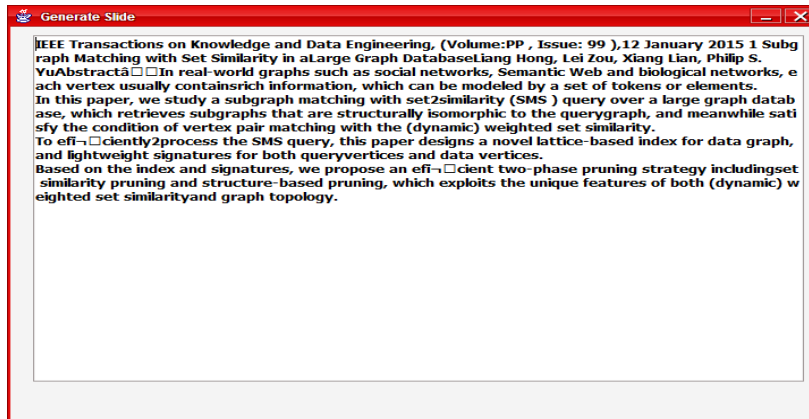 Generate Slide
IEEE Transactions on Knowledge and Data Engineering, (Volume:PP , Issue: 99 ),12 January 2015 1 Subg
raph Matching with Set Similarity in aLarge Graph DatabaseLiang Hong, Lei Zou, Xiang Lian, Philip S.
YuAbstractâ□□In real-world graphs such as social networks, Semantic Web and biological networks, e
ach vertex usually containsrich information, which can be modeled by a set of tokens or elements.
In this paper, we study a subgraph matching with set2similarity (SMS ) query over a large graph datab
ase, which retrieves subgraphs that are structurally isomorphic to the querygraph, and meanwhile sati
sfy the condition of vertex pair matching with the (dynamic) weighted set similarity.
To efï¬□ciently2process the SMS query, this paper designs a novel lattice-based index for data graph,
and lightweight signatures for both queryvertices and data vertices.
Based on the index and signatures, we propose an efï¬□cient two-phase pruning strategy includingset
similarity pruning and structure-based pruning, which exploits the unique features of both (dynamic) w
eighted set similarityand graph topology.